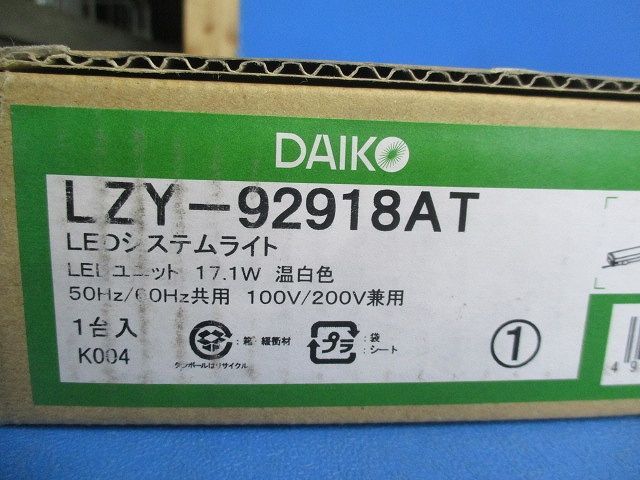 DAIKO
LZY-92918AT
LEDシステムライト
LEDユニット 17.1W 温白色
50Hz/60Hz共用 100V/200V兼用
1台入
K004
:箱・緩衝材
ダンボールはリサイクル
プラ
:袋
:シート
①
49